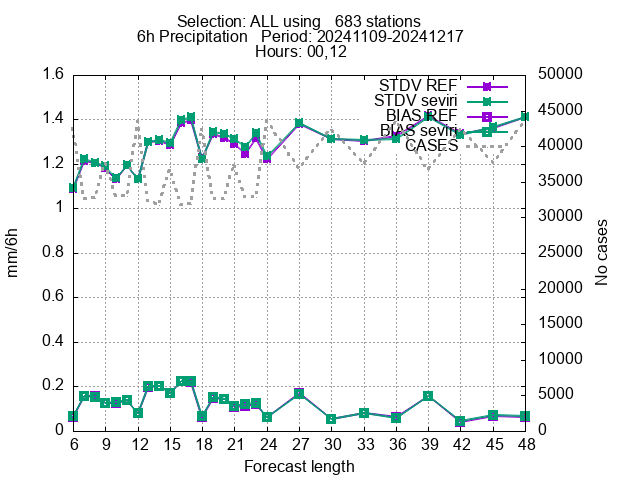 Selection: ALL using   683 stations
6h Precipitation   Period: 20241109-20241217
Hours: 00,12
STDV REF
STDV seviri
BIAS REF
BIAS seviri
CASES
mm/6h
1.6
1.4
1.2
1
0.8
0.6
0.4
0.2
0
No cases
50000
45000
40000
35000
30000
25000
20000
15000
10000
5000
0
6 9 12 15 18 21 24 27 30 33 36 39 42 45 48
Forecast length